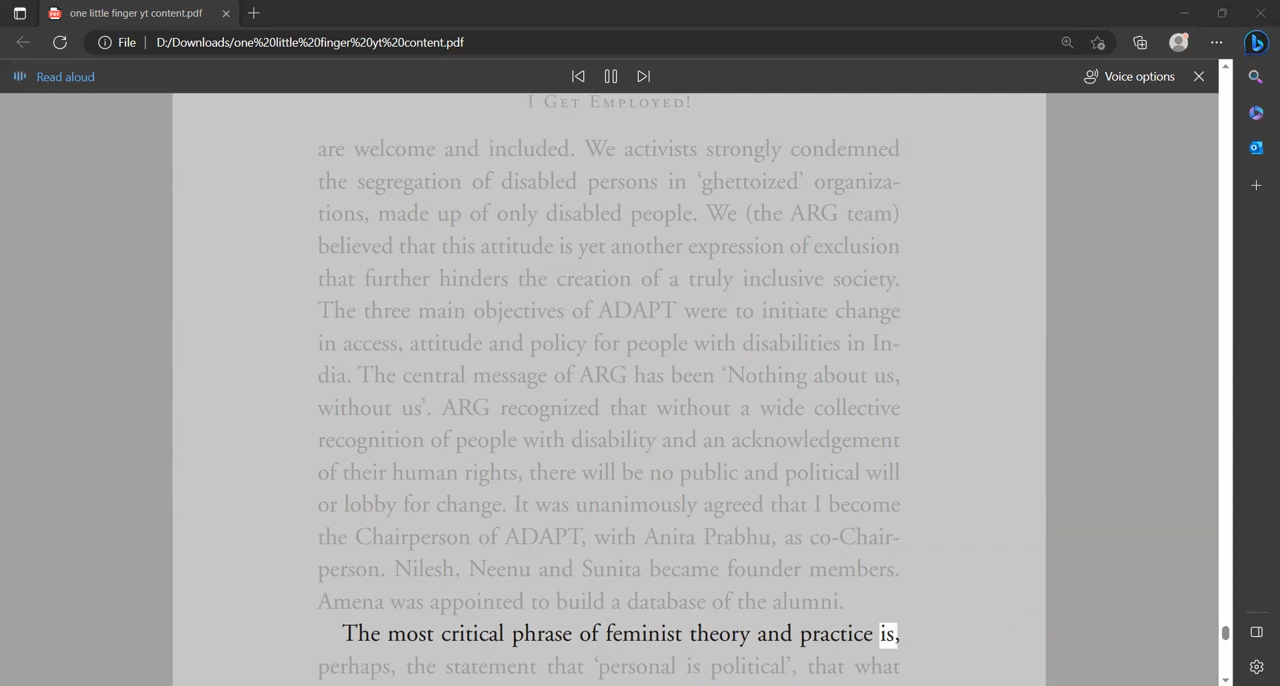 one little finger yt content.pdf
File
D:/Downloads/one%20little%20finger%20yt%20content.pdf
Read aloud
Voice options
I Get Employed!
are welcome and included. We activists strongly condemned
the segregation of disabled persons in ‘ghettoized’ organiza-
tions, made up of only disabled people. We (the ARG team)
believed that this attitude is yet another expression of exclusion
that further hinders the creation of a truly inclusive society.
The three main objectives of ADAPT were to initiate change
in access, attitude and policy for people with disabilities in In-
dia. The central message of ARG has been ‘Nothing about us,
without us’. ARG recognized that without a wide collective
recognition of people with disability and an acknowledgement
of their human rights, there will be no public and political will
or lobby for change. It was unanimously agreed that I become
the Chairperson of ADAPT, with Anita Prabhu, as co-Chair-
person. Nilesh, Neenu and Sunita became founder members.
Amena was appointed to build a database of the alumni.
The most critical phrase of feminist theory and practice is,
perhaps, the statement that ‘personal is political’, that what